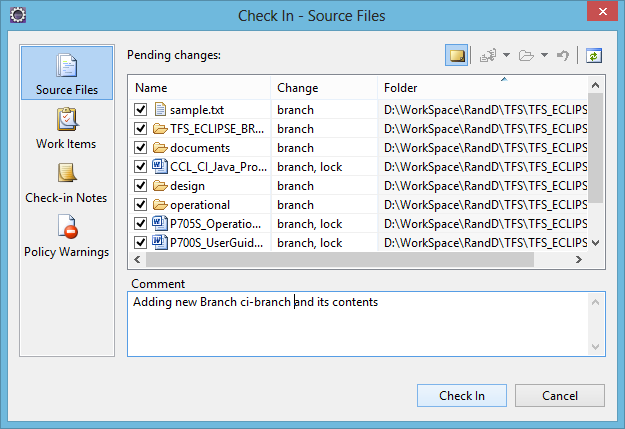 Check In - Source Files
Source Files
Work Items
Check-in Notes
Policy Warnings
Pending changes:
Name Change Folder
sample.txt branch D:\WorkSpace\RandD\TFS\TFS_ECLIPS
TFS_ECLIPSE_BR... branch D:\WorkSpace\RandD\TFS\TFS_ECLIPS
documents branch D:\WorkSpace\RandD\TFS\TFS_ECLIPS
CCL_CI_Java_Pro... branch, lock D:\WorkSpace\RandD\TFS\TFS_ECLIPS
design branch D:\WorkSpace\RandD\TFS\TFS_ECLIPS
operational branch D:\WorkSpace\RandD\TFS\TFS_ECLIPS
P705S_Operatio... branch, lock D:\WorkSpace\RandD\TFS\TFS_ECLIPS
P700S_UserGuid... branch, lock D:\WorkSpace\RandD\TFS\TFS_ECLIPS
Comment
Adding new Branch ci-branch and its contents
Check In Cancel